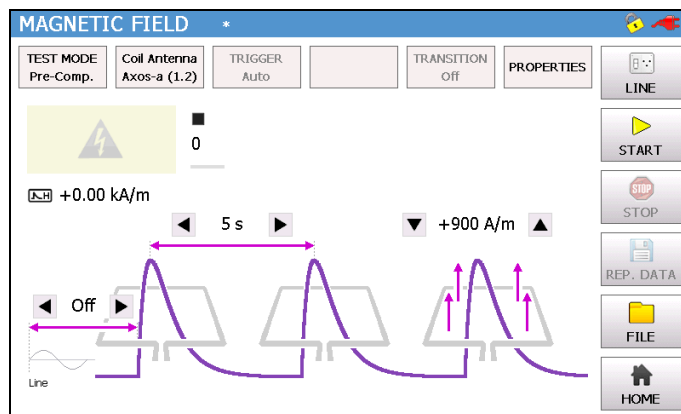 MAGNETIC FIELD *
TEST MODE
Pre-Comp.
Coil Antenna
Axos-a (1.2)
TRIGGER
Auto
TRANSITION
Off
PROPERTIES
LINE
START
STOP
STOP
REP. DATA
FILE
HOME
0
H +0.00 kA/m
5 s
+900 A/m
Off
Line